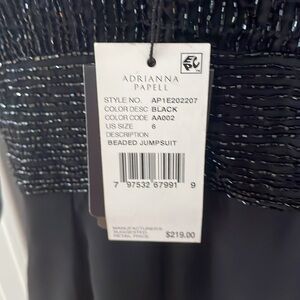 ADRIANNA
PAPELL
STYLE NO. AP1E202207
COLOR DESC BLACK
COLOR CODE AA002
US SIZE 6
DESCRIPTION
BEADED JUMPSUIT
7 97532 67991 9
MANUFACTURERS
SUGGESTED
RETAIL PRICE $219.00